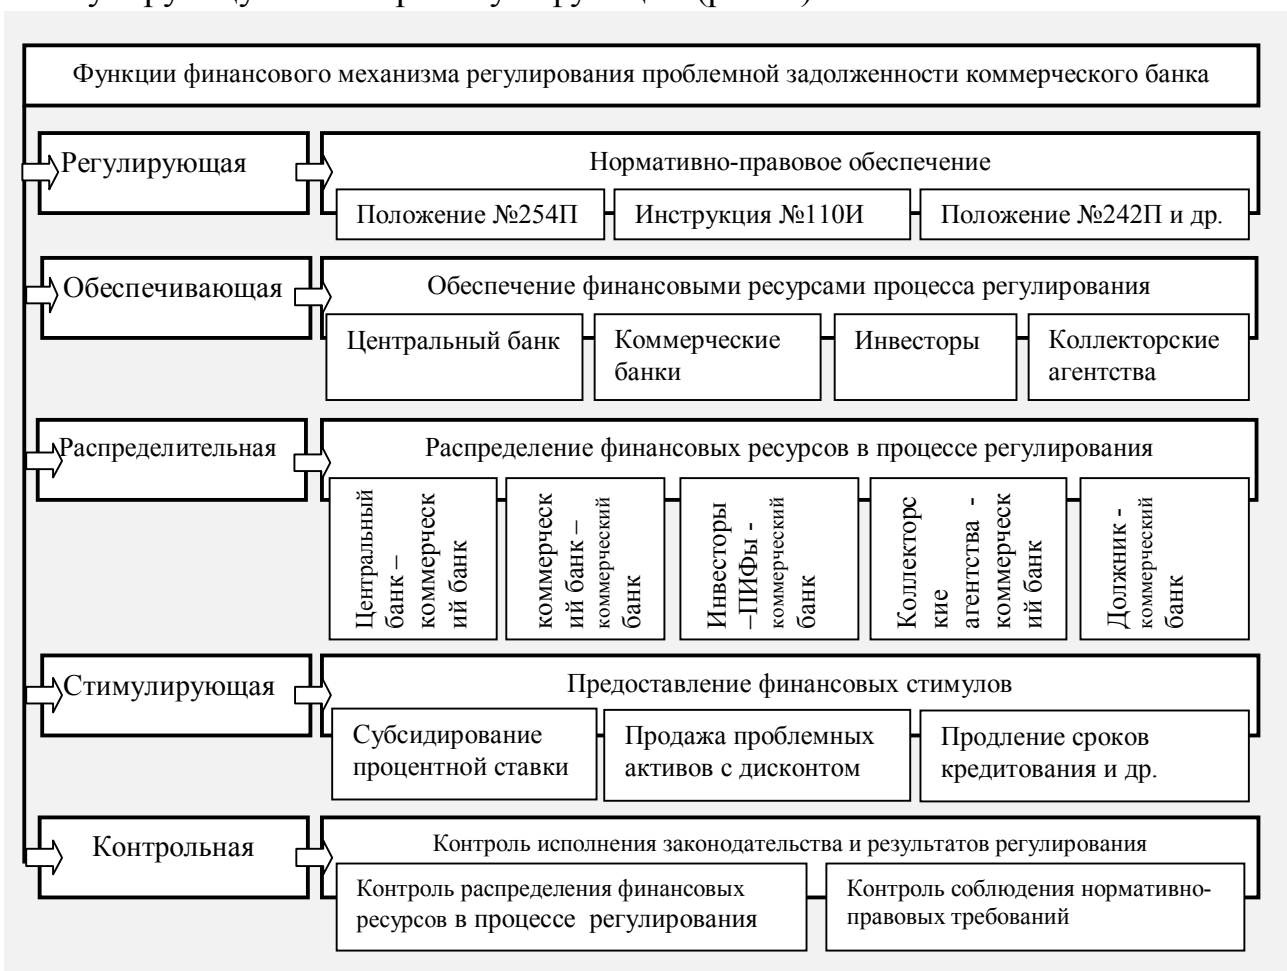 Функции финансового механизма регулирования проблемной задолженности коммерческого банка
Регулирующая
Нормативно-правовое обеспечение
Положение №254П
Инструкция №110И
Положение №242П и др.
Обеспечивающая
Обеспечение финансовыми ресурсами процесса регулирования
Центральный банк
Коммерческие
банки
Инвесторы
Коллекторские
агентства
Распределительная
Распределение финансовых ресурсов в процессе регулирования
Центральный
банк –
коммерческ
ий банк
коммерческ
ий банк –
коммерческий
банк
Инвесторы
–ПИФы -
коммерческий
банк
Коллекторс
кие
агентства -
коммерческ
ий банк
Должник -
коммерческий
банк
Стимулирующая
Предоставление финансовых стимулов
Субсидирование
процентной ставки
Продажа проблемных
активов с дисконтом
Продление сроков
кредитования и др.
Контрольная
Контроль исполнения законодательства и результатов регулирования
Контроль распределения финансовых
ресурсов в процессе регулирования
Контроль соблюдения нормативно-
правовых требований